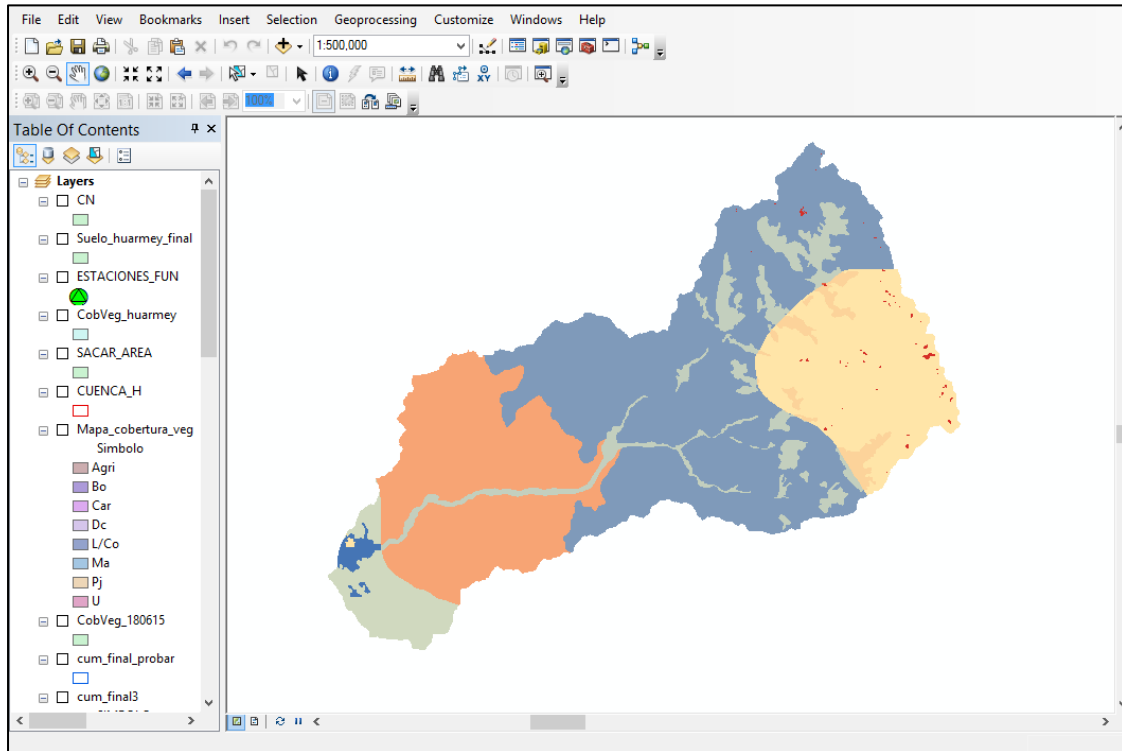 File Edit View Bookmarks Insert Selection Geoprocessing Customize Windows Help
1:500,000
100%
Table Of Contents
Layers
CN
Suelo_huarmey_final
ESTACIONES_FUN
CobVeg_huarmey
SACAR_AREA
CUENCA_H
Mapa_cobertura_veg
Simbolo
Agri
Bo
Car
Dc
L/Co
Ma
Pj
U
CobVeg_180615
cum_final_probar
cum_final3